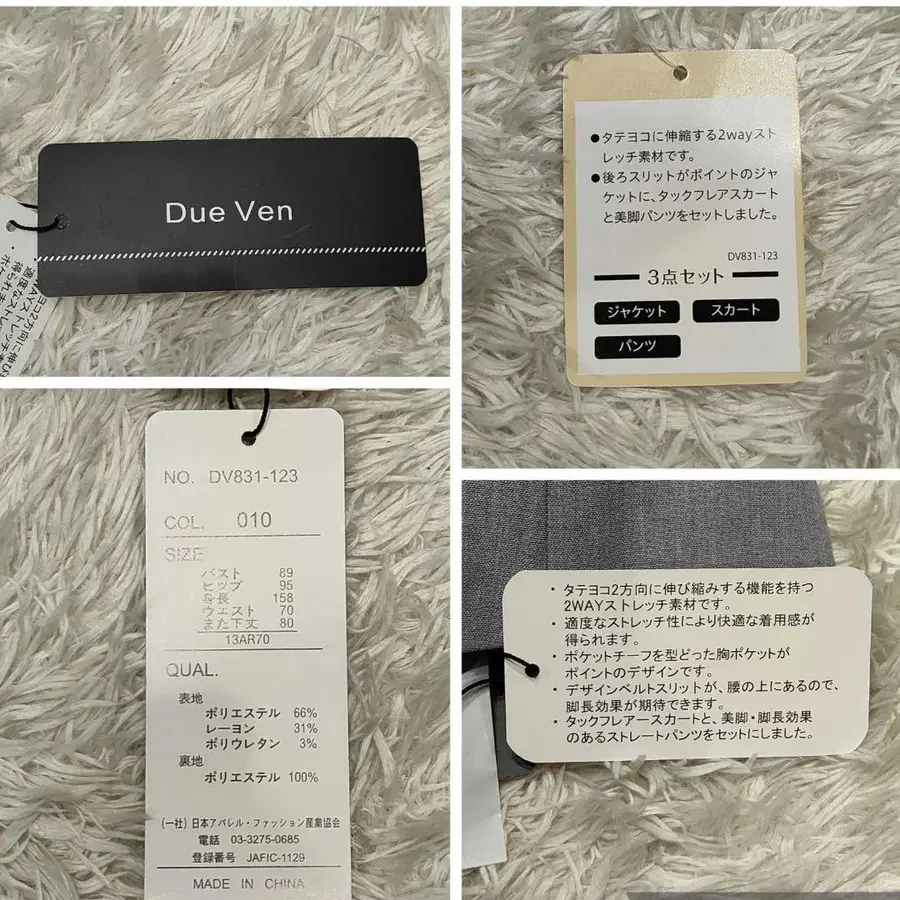 Due Ven
・タテヨコに伸縮する2wayスト
レッチ素材です。
・後ろスリットがポイントのジャ
ケットに、タックフレアスカート
と美脚パンツをセットしました。
DV831-123
3点セット
ジャケット
スカート
パンツ
NO. DV831-123
COL. 010
SIZE
バスト 89
ヒップ 95
身長 158
ウエスト 70
また下丈 80
13AR70
QUAL.
表地
ポリエステル 66%
レーヨン 31%
ポリウレタン 3%
裏地
ポリエステル 100%
(一社)日本アパレル・ファッション産業協会
電話 03-3275-0685
登録番号 JAFIC-1129
MADE IN CHINA
・タテヨコ2方向に伸び縮みする機能を持つ
2WAYストレッチ素材です。
・適度なストレッチ性により快適な着用感が
得られます。
・ポケットチーフを型どった胸ポケットが
ポイントのデザインです。
・デザインベルトスリットが、腰の上にあるので、
脚長効果が期待できます。
・タックフレアースカートと、美脚・脚長効果
のあるストレートパンツをセットにしました。